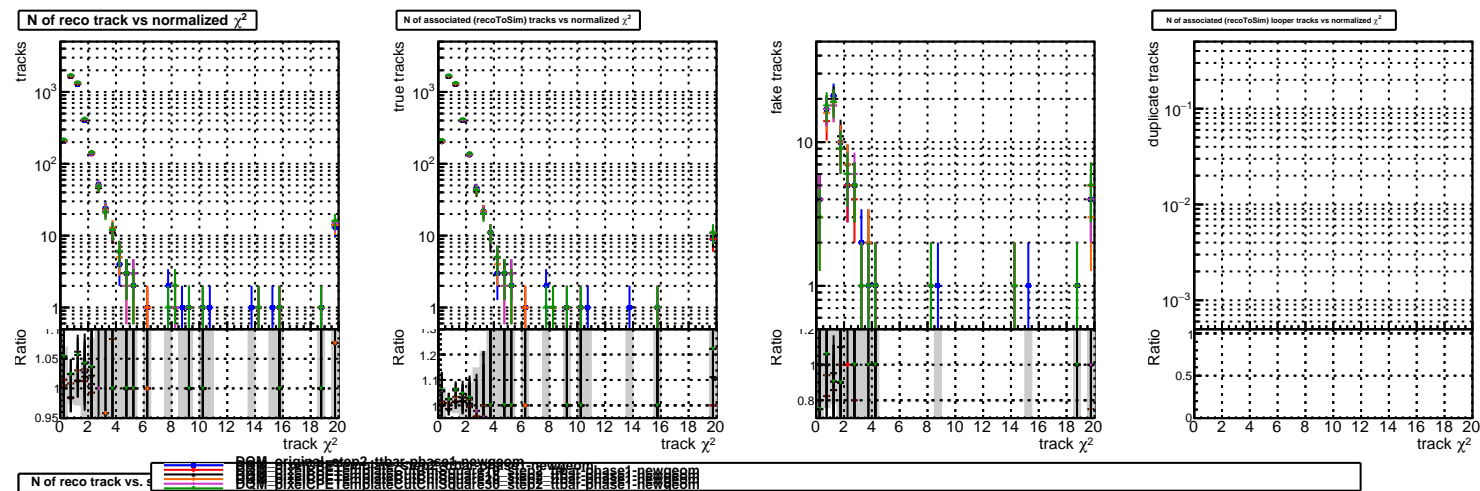 N of reco track vs normalized χ²
N of associated (recoToSim) tracks vs normalized χ²
N of associated (recoToSim) looper tracks vs normalized χ²
tracks
10³
10²
10
1
Ratio
1.05
1
0.95
0 2 4 6 8 10 12 14 16 18 20
track χ²
true tracks
10³
10²
10
1
Ratio
1.2
1.1
1
0 2 4 6 8 10 12 14 16 18 20
track χ²
fake tracks
10
1
Ratio
1.2
1
0.8
0 2 4 6 8 10 12 14 16 18 20
track χ²
duplicate tracks
10⁻¹
10⁻²
10⁻³
Ratio
1
0.5
0
0 2 4 6 8 10 12 14 16 18 20
track χ²
N of reco track vs.
DQM_original_step2_ttbar-phase1-newgeom